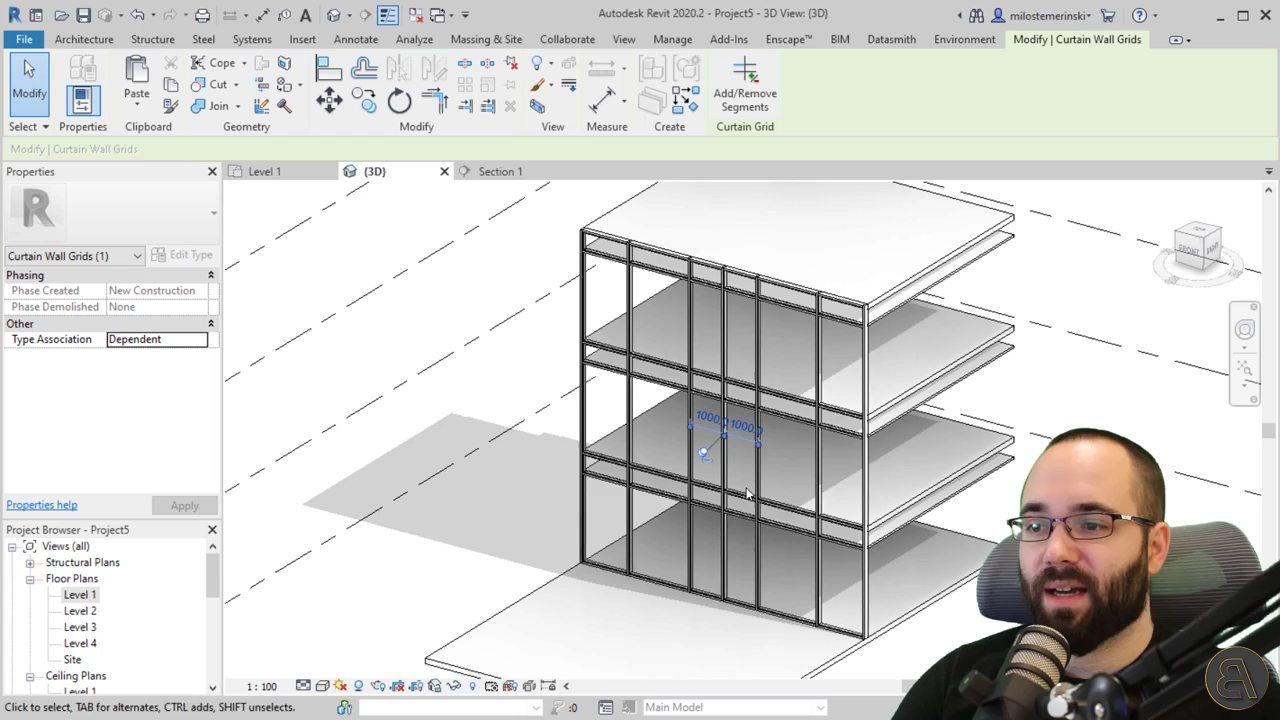 Autodesk Revit 2020.2 - Project5 - 3D View: {3D}
milostemerinski
File
Architecture
Structure
Steel
Systems
Insert
Annotate
Analyze
Massing & Site
Collaborate
View
Manage
Add-Ins
Enscape™
BIM
Datasmith
Environment
Modify | Curtain Wall Grids
Modify
Paste
Cope
Cut
Join
Add/Remove
Segments
Select
Properties
Clipboard
Geometry
Modify
View
Measure
Create
Curtain Grid
Modify | Curtain Wall Grids
Properties
Level 1
{3D}
Section 1
R
Curtain Wall Grids (1)
Edit Type
Phasing
Phase Created
New Construction
Phase Demolished
None
Other
Type Association
Dependent
FRONT
1000.
1000.
Properties help
Apply
Project Browser - Project5
Views (all)
Structural Plans
Floor Plans
Level 1
Level 2
Level 3
Level 4
Site
Ceiling Plans
Level 1
1 : 100
Click to select, TAB for alternates, CTRL adds, SHIFT unselects.
:0
Main Model